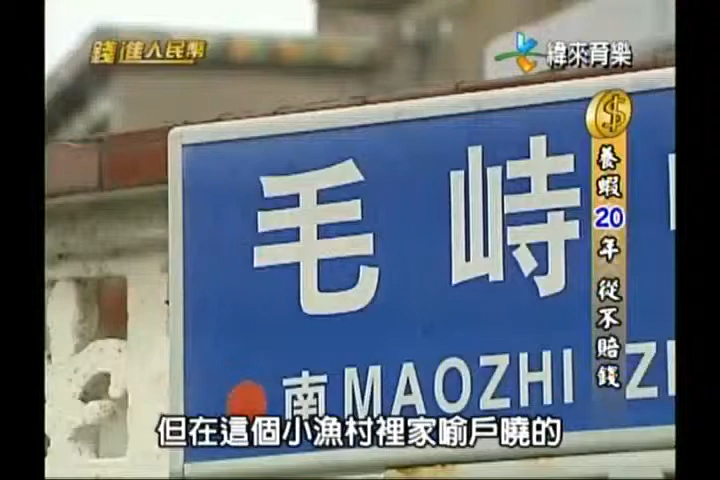 錢進人民幣
緯來育樂
$
養蝦20年 從不賠錢
毛峙
南 MAOZHI
但在這個小漁村裡家喻戶曉的